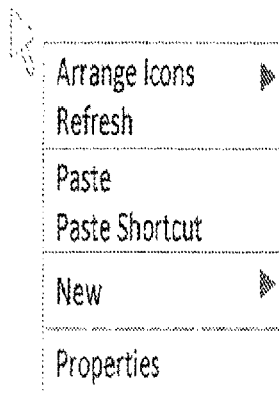 Arrange Icons
Refresh
Paste
Paste Shortcut
New
Properties